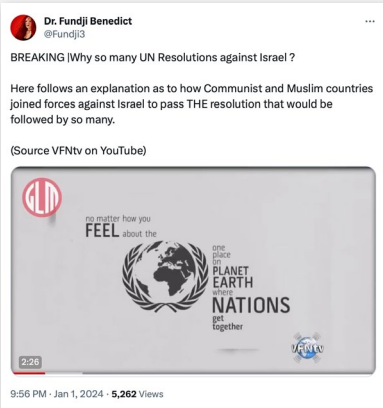 Dr. Fundji Benedict
@Fundji3
BREAKING |Why so many UN Resolutions against Israel ?
Here follows an explanation as to how Communist and Muslim countries
joined forces against Israel to pass THE resolution that would be
followed by so many.
(Source VFNtv on YouTube)
GLM
no matter how you
FEEL about the
one
place
on
PLANET
EARTH
where
NATIONS
get
together
VFNtv
2:26
9:56 PM · Jan 1, 2024 · 5,262 Views